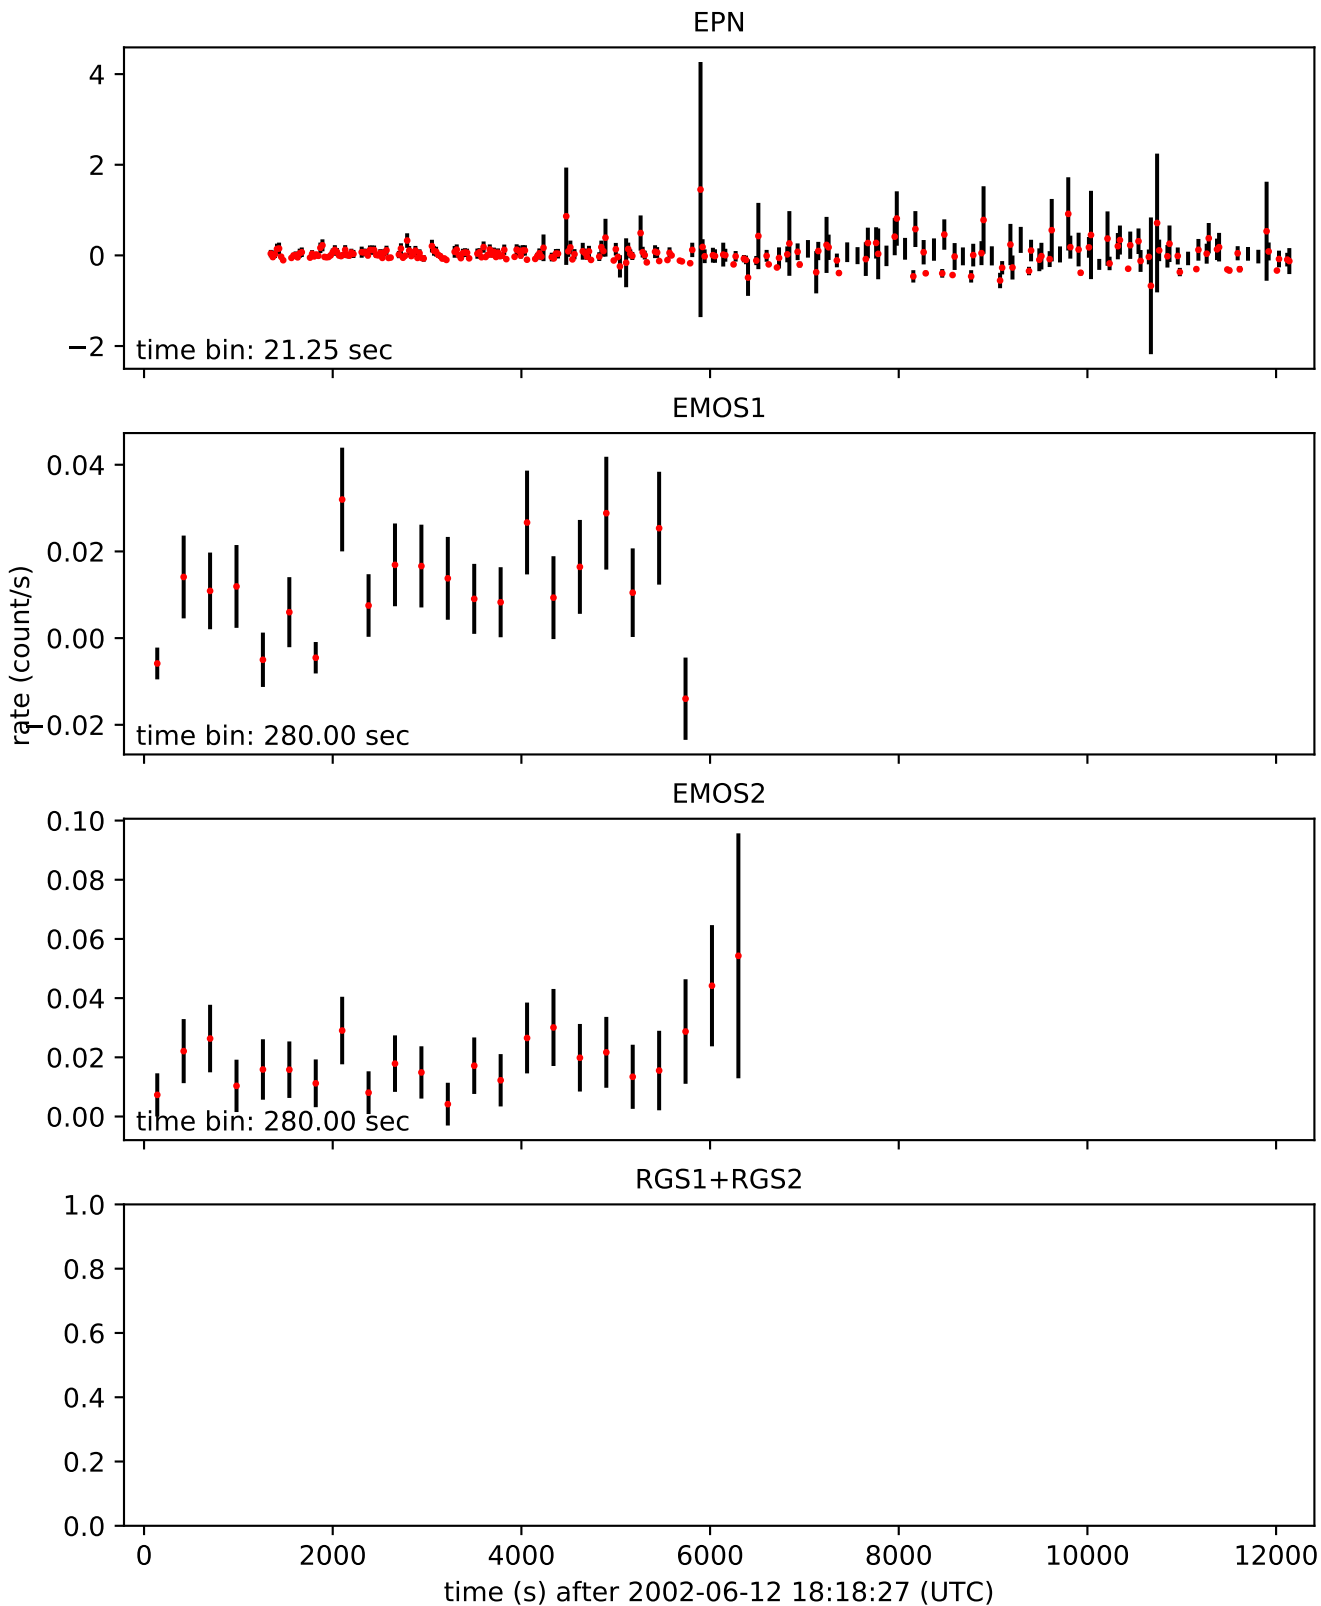 EPN
4
2
0
−2
time bin: 21.25 sec
EMOS1
0.04
0.02
0.00
−0.02
rate (count/s)
time bin: 280.00 sec
EMOS2
0.10
0.08
0.06
0.04
0.02
0.00
time bin: 280.00 sec
RGS1+RGS2
1.0
0.8
0.6
0.4
0.2
0.0
0 2000 4000 6000 8000 10000 12000
time (s) after 2002-06-12 18:18:27 (UTC)